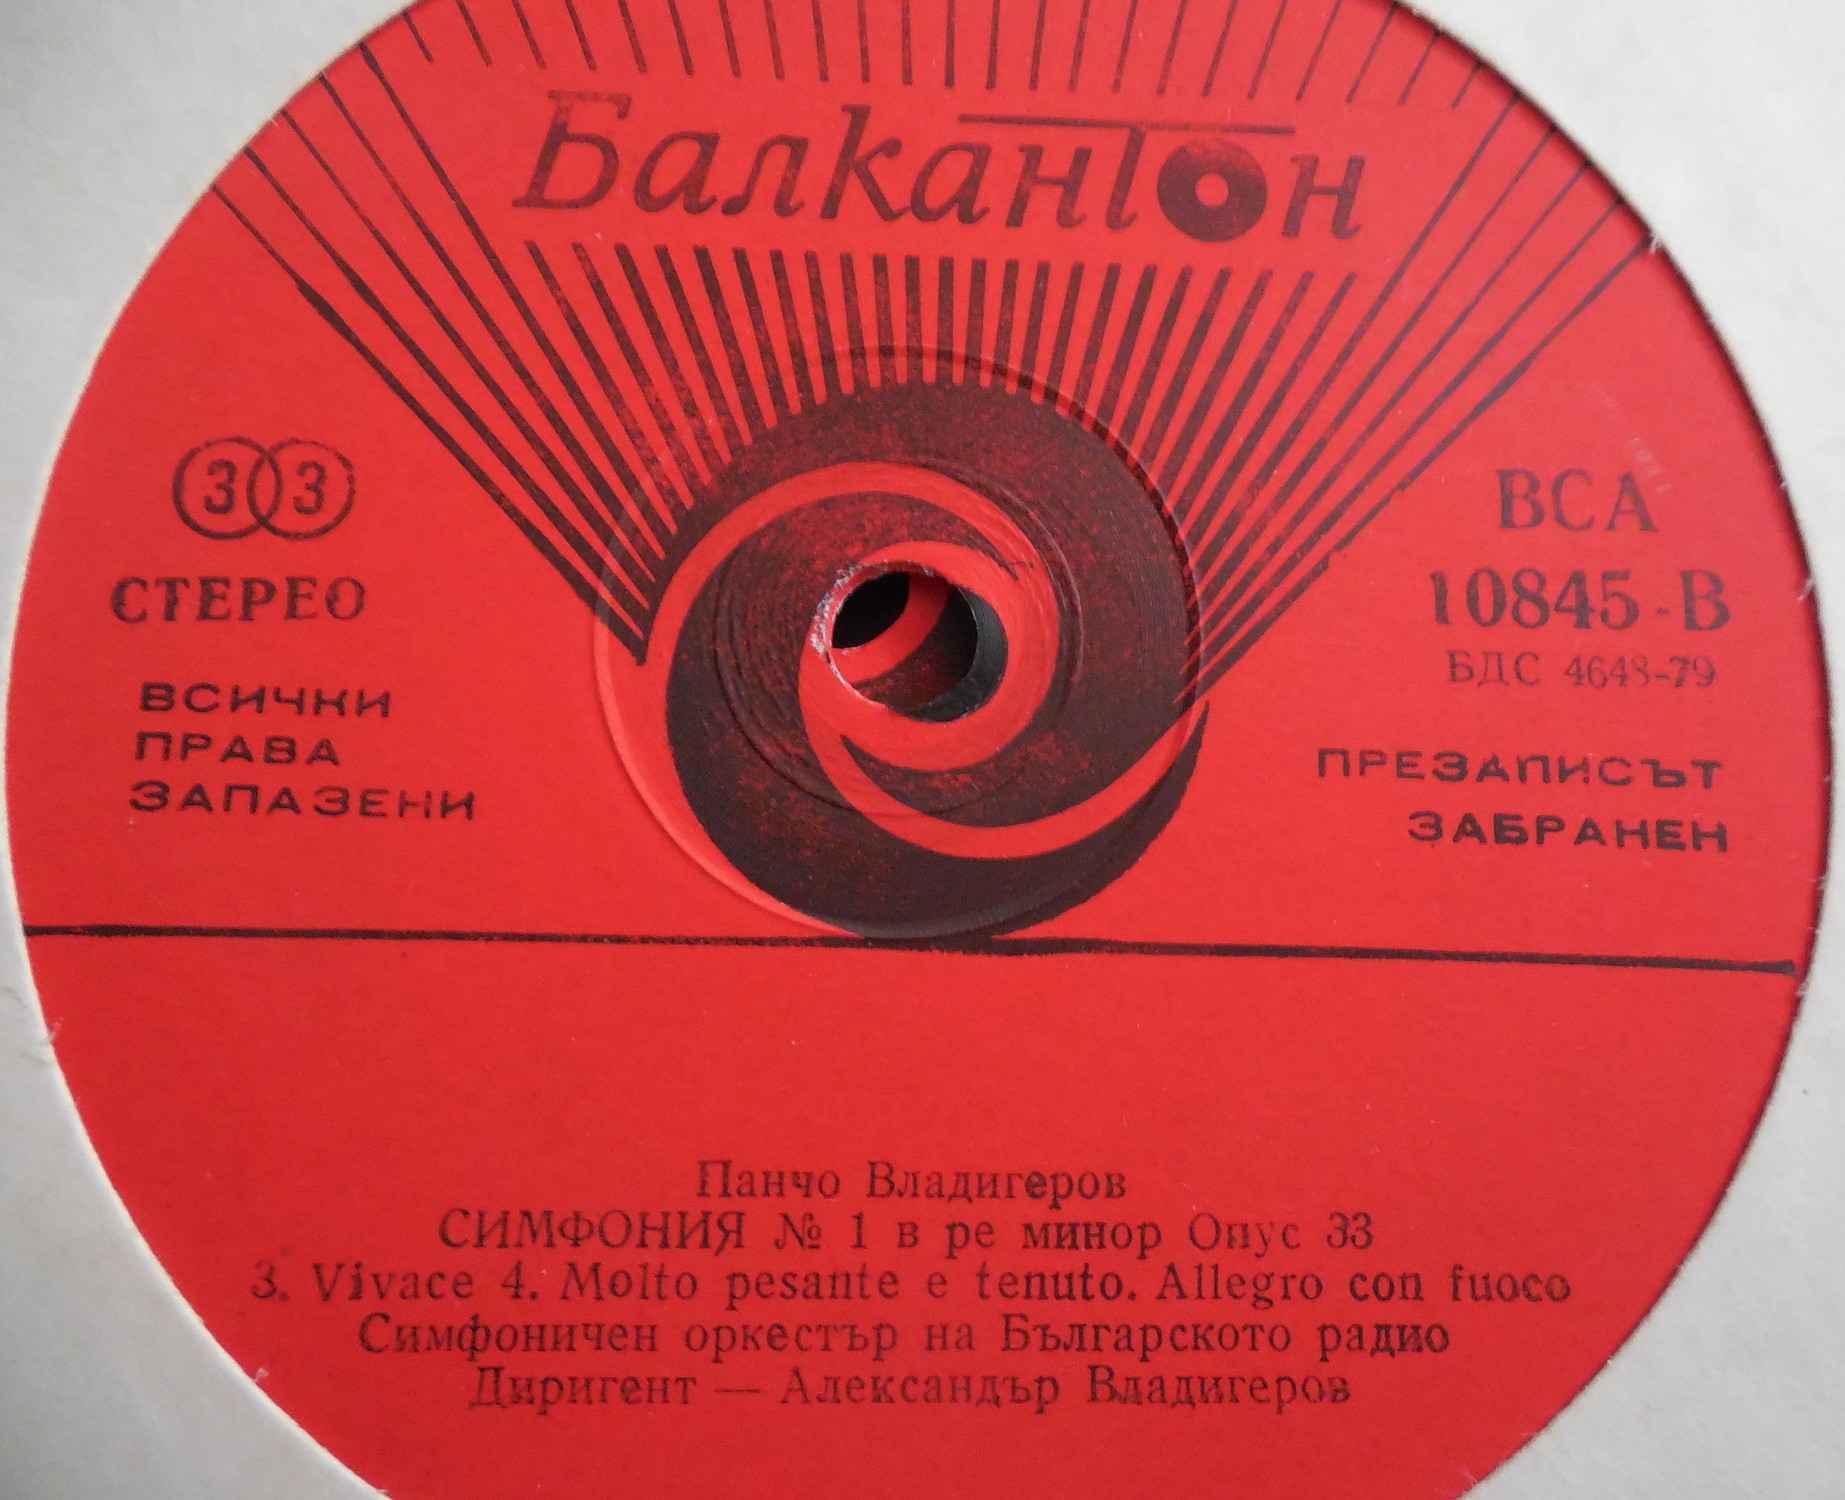 Балкантон
33
СТЕРЕО
ВСИЧКИ
ПРАВА
ЗАПАЗЕНИ
ВСА
10845-В
БДС 4648-79
ПРЕЗАПИСЪТ
ЗАБРАНЕН
Панчо Владигеров
СИМФОНИЯ № 1 в ре минор Опус 33
3. Vivace 4. Molto pesante e tenuto. Allegro con fuoco
Симфоничен оркестър на Българското радио
Диригент — Александър Владигеров